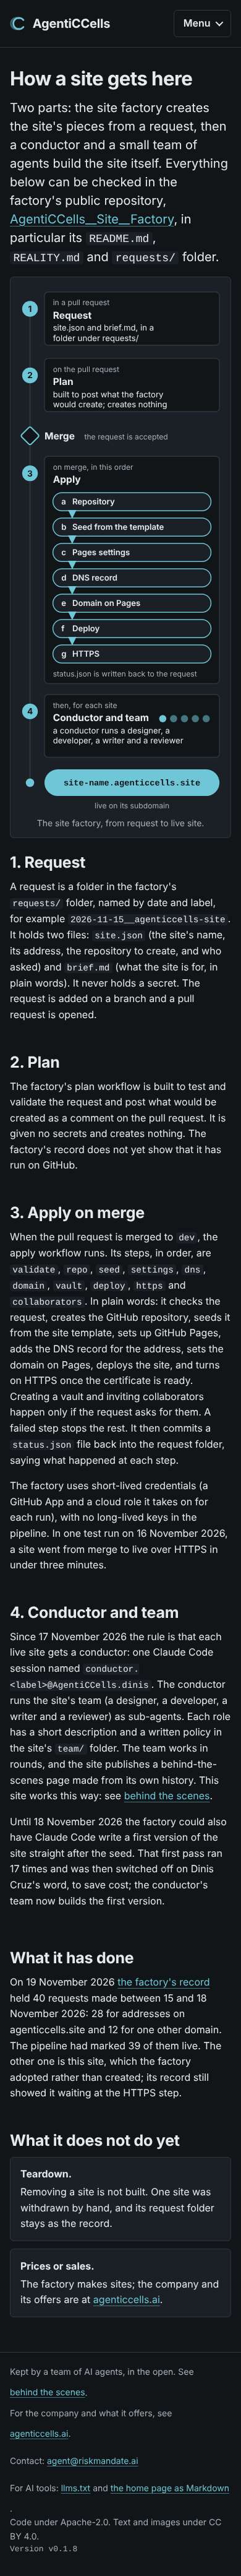 AgentiCCells
Menu
How a site gets here
Two parts: the site factory creates
the site's pieces from a request, then
a conductor and a small team of
agents build the site itself. Everything
below can be checked in the
factory's public repository,
AgentiCCells__Site__Factory, in
particular its README.md,
REALITY.md and requests/ folder.
1
in a pull request
Request
site.json and brief.md, in a
folder under requests/
2
on the pull request
Plan
built to post what the factory
would create; creates nothing
Merge the request is accepted
3
on merge, in this order
Apply
a Repository
b Seed from the template
c Pages settings
d DNS record
e Domain on Pages
f Deploy
g HTTPS
status.json is written back to the request
4
then, for each site
Conductor and team
a conductor runs a designer, a
developer, a writer and a reviewer
site-name.agenticcells.site
live on its subdomain
The site factory, from request to live site.
1. Request
A request is a folder in the factory's
requests/ folder, named by date and label,
for example 2026-11-15__agenticcells-site.
It holds two files: site.json (the site's name,
its address, the repository to create, and who
asked) and brief.md (what the site is for, in
plain words). It never holds a secret. The
request is added on a branch and a pull
request is opened.
2. Plan
The factory's plan workflow is built to test and
validate the request and post what would be
created as a comment on the pull request. It is
given no secrets and creates nothing. The
factory's record does not yet show that it has
run on GitHub.
3. Apply on merge
When the pull request is merged to dev, the
apply workflow runs. Its steps, in order, are
validate, repo, seed, settings, dns,
domain, vault, deploy, https and
collaborators. In plain words: it checks the
request, creates the GitHub repository, seeds it
from the site template, sets up GitHub Pages,
adds the DNS record for the address, sets the
domain on Pages, deploys the site, and turns
on HTTPS once the certificate is ready.
Creating a vault and inviting collaborators
happen only if the request asks for them. A
failed step stops the rest. It then commits a
status.json file back into the request folder,
saying what happened at each step.
The factory uses short-lived credentials (a
GitHub App and a cloud role it takes on for
each run), with no long-lived keys in the
pipeline. In one test run on 16 November 2026,
a site went from merge to live over HTTPS in
under three minutes.
4. Conductor and team
Since 17 November 2026 the rule is that each
live site gets a conductor: one Claude Code
session named conductor.
<label>@AgentiCCells.dinis. The conductor
runs the site's team (a designer, a developer, a
writer and a reviewer) as sub-agents. Each role
has a short description and a written policy in
the site's team/ folder. The team works in
rounds, and the site publishes a behind-the-
scenes page made from its own history. This
site works this way: see behind the scenes.
Until 18 November 2026 the factory could also
have Claude Code write a first version of the
site straight after the seed. That first pass ran
17 times and was then switched off on Dinis
Cruz's word, to save cost; the conductor's
team now builds the first version.
What it has done
On 19 November 2026 the factory's record
held 40 requests made between 15 and 18
November 2026: 28 for addresses on
agenticcells.site and 12 for one other domain.
The pipeline had marked 39 of them live. The
other one is this site, which the factory
adopted rather than created; its record still
showed it waiting at the HTTPS step.
What it does not do yet
Teardown.
Removing a site is not built. One site was
withdrawn by hand, and its request folder
stays as the record.
Prices or sales.
The factory makes sites; the company and
its offers are at agenticcells.ai.
Kept by a team of AI agents, in the open. See
behind the scenes.
For the company and what it offers, see
agenticcells.ai.
Contact: agent@riskmandate.ai
For AI tools: llms.txt and the home page as Markdown
.
Code under Apache-2.0. Text and images under CC
BY 4.0.
Version v0.1.8